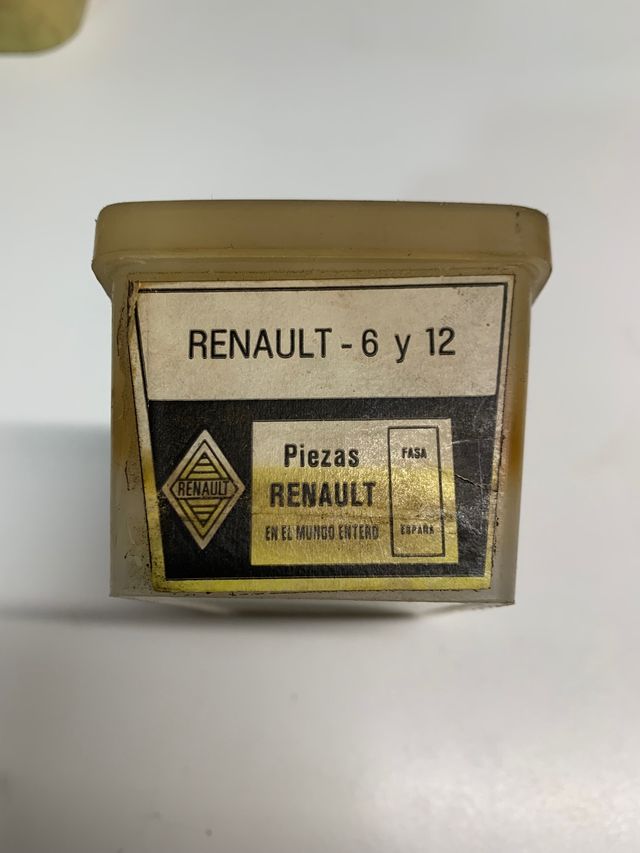 RENAULT - 6 y 12
RENAULT
Piezas
RENAULT
EN EL MUNDO ENTERO
FASA
ESPAÑA